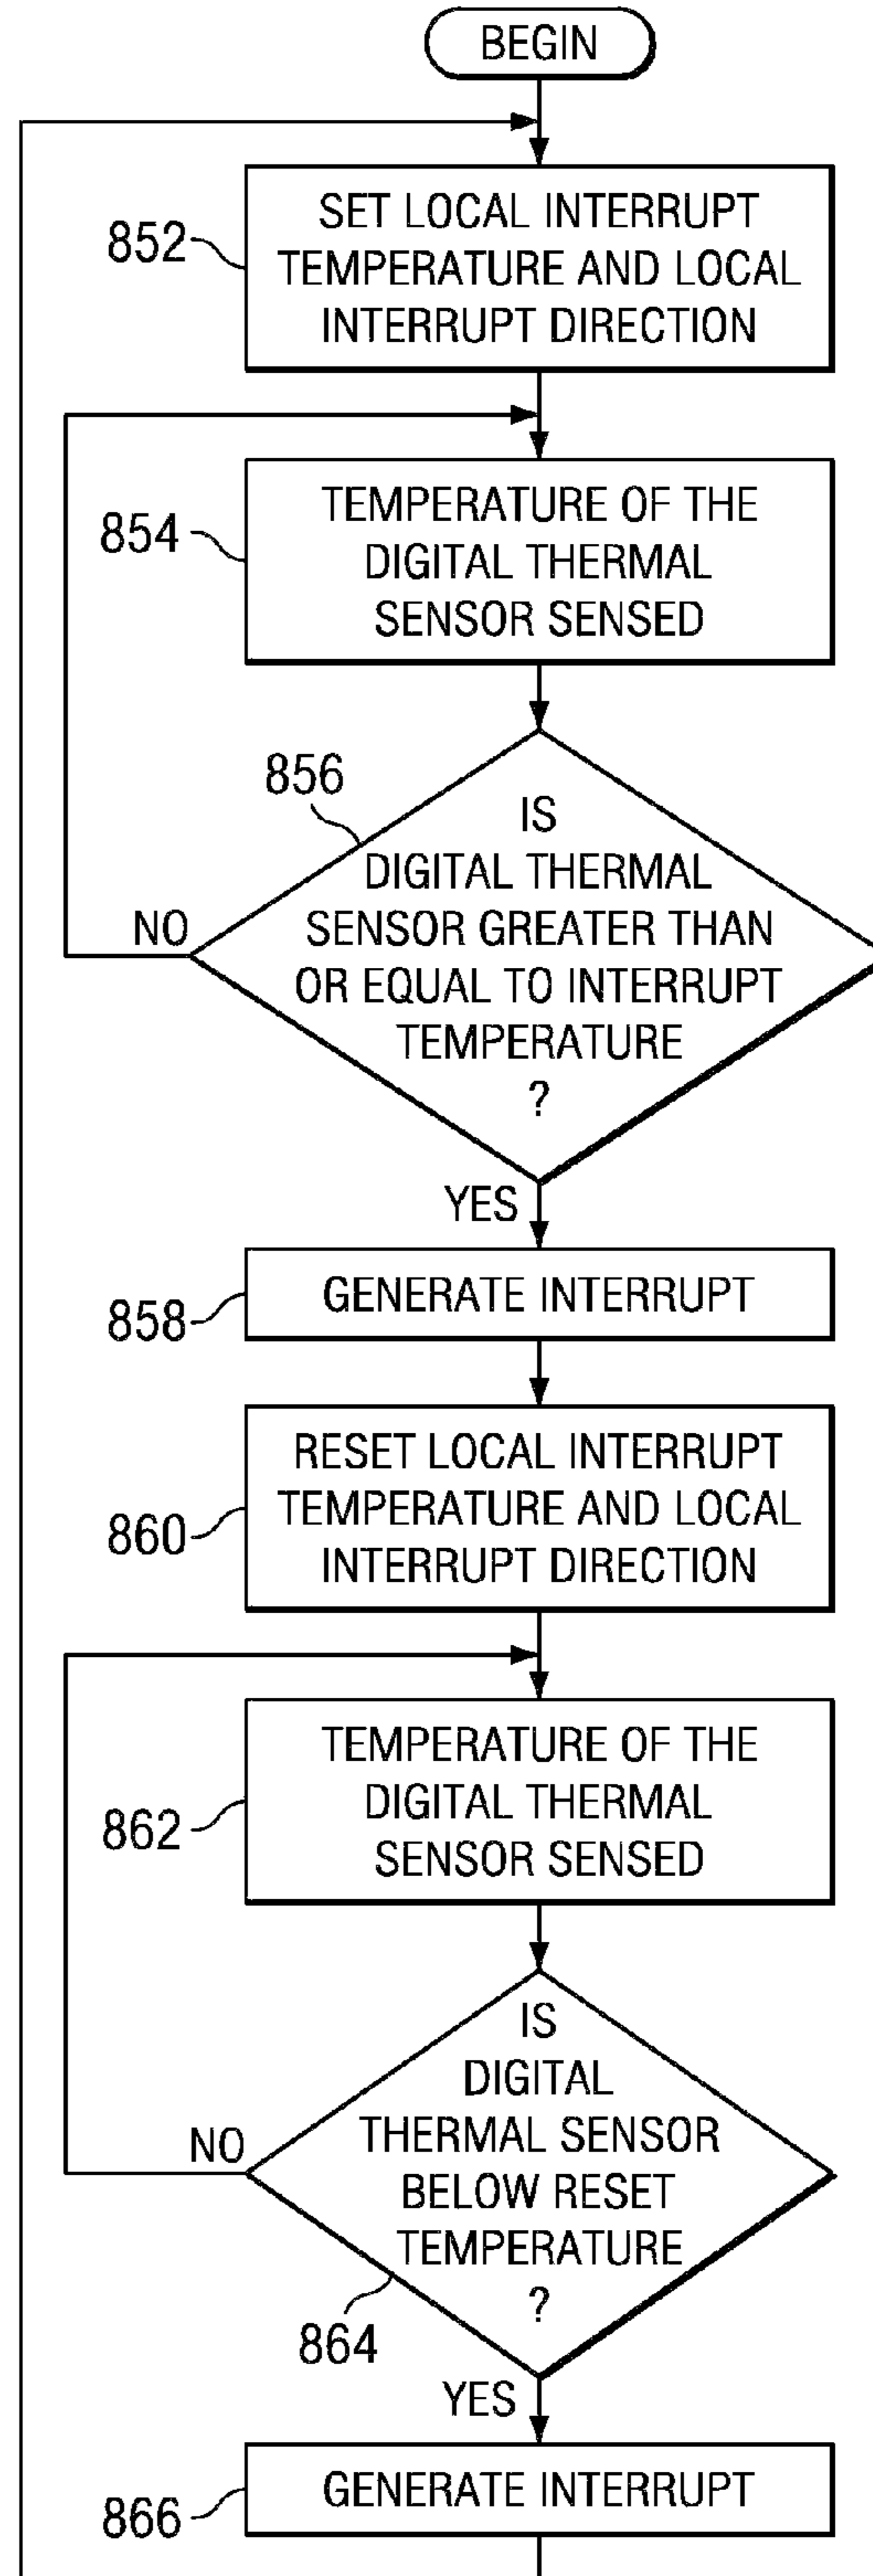 BEGIN
852
SET LOCAL INTERRUPT
TEMPERATURE AND LOCAL
INTERRUPT DIRECTION
854
TEMPERATURE OF THE
DIGITAL THERMAL
SENSOR SENSED
856
IS
DIGITAL THERMAL
SENSOR GREATER THAN
OR EQUAL TO INTERRUPT
TEMPERATURE
?
NO
YES
858
GENERATE INTERRUPT
860
RESET LOCAL INTERRUPT
TEMPERATURE AND LOCAL
INTERRUPT DIRECTION
862
TEMPERATURE OF THE
DIGITAL THERMAL
SENSOR SENSED
IS
DIGITAL
THERMAL SENSOR
BELOW RESET
TEMPERATURE
?
NO
864
YES
866
GENERATE INTERRUPT